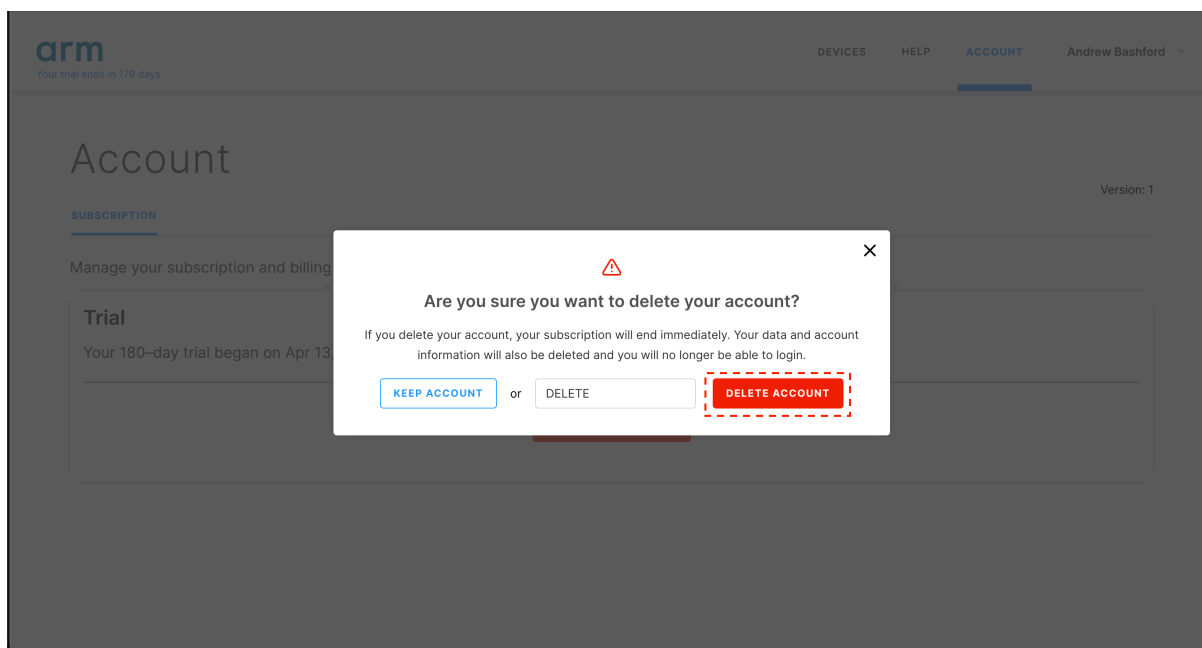 arm
Your trial ends in 179 days
DEVICES HELP ACCOUNT Andrew Bashford
Account
Version: 1
SUBSCRIPTION
Manage your subscription and billing
Trial
Your 180–day trial began on Apr 13,
Are you sure you want to delete your account?
If you delete your account, your subscription will end immediately. Your data and account
information will also be deleted and you will no longer be able to login.
KEEP ACCOUNT or DELETE DELETE ACCOUNT